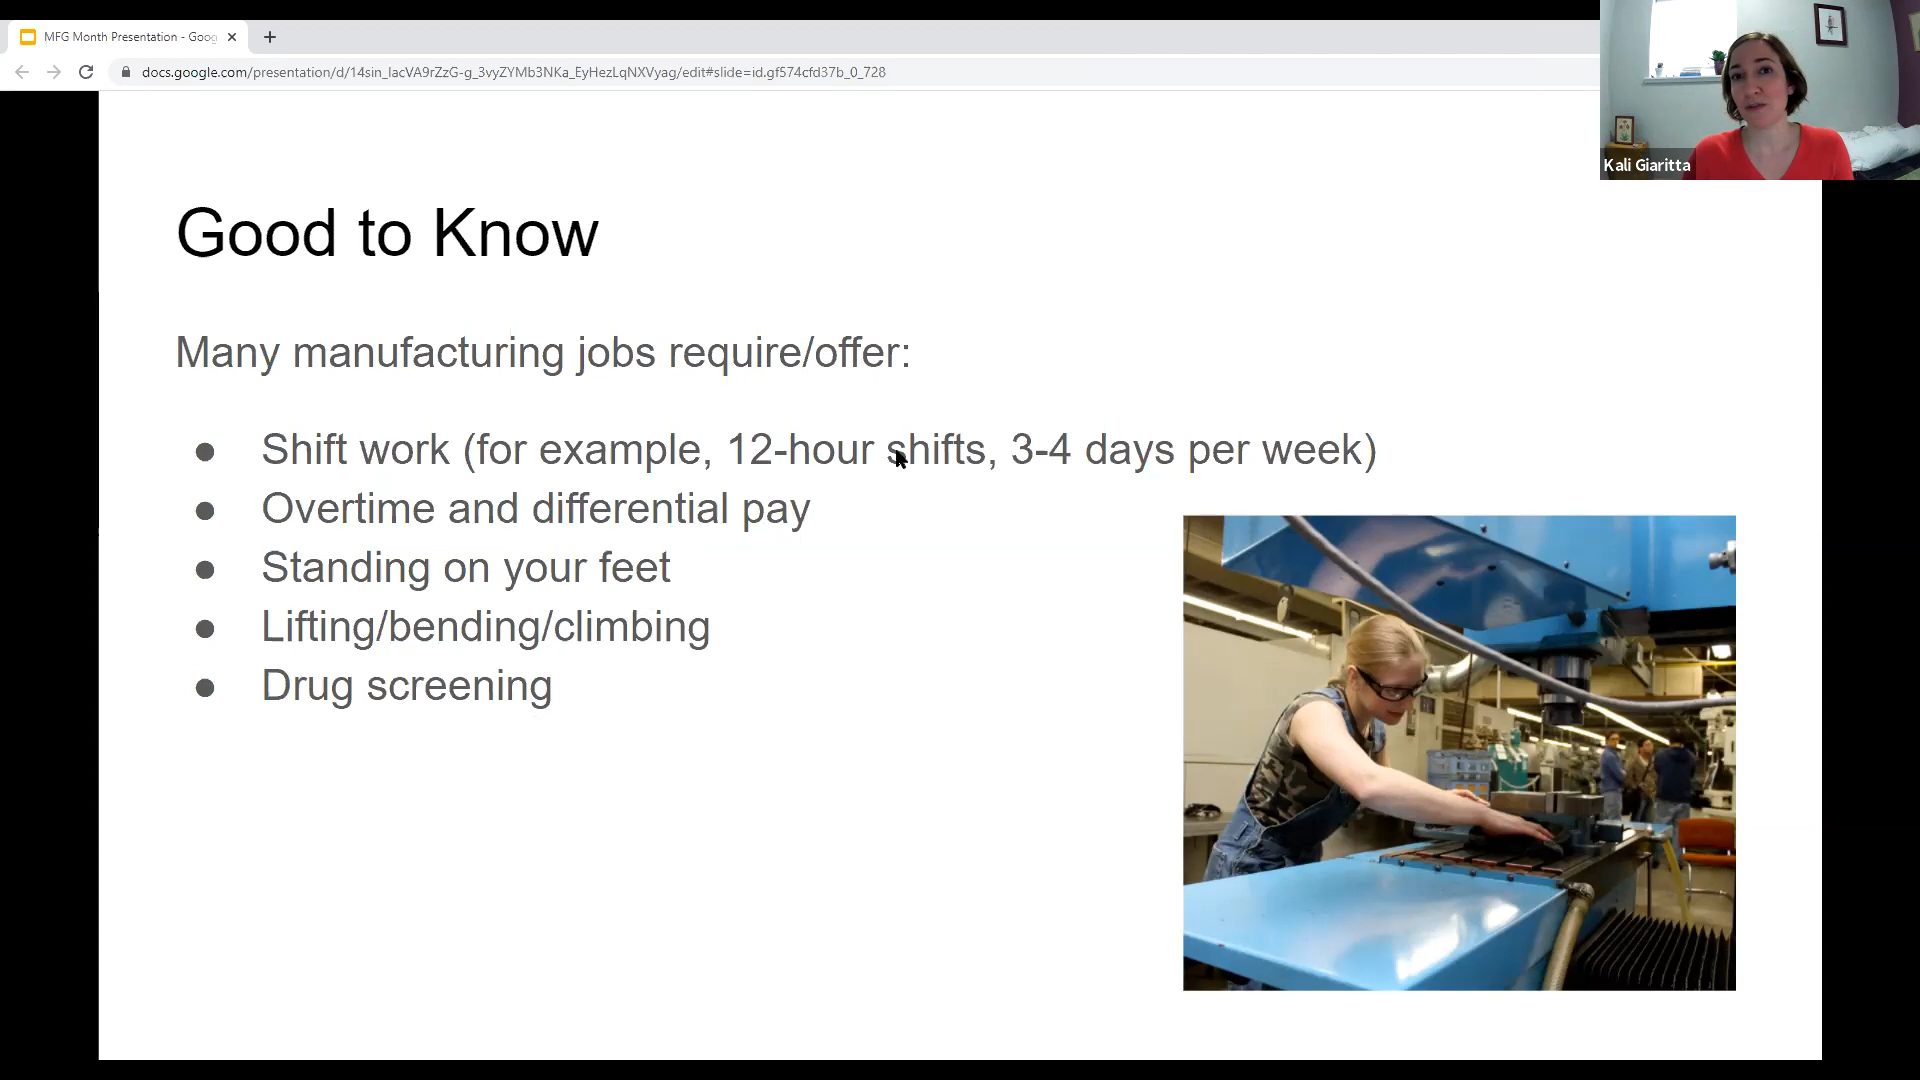 MFG Month Presentation - Goog
docs.google.com/presentation/d/14sin_IacVA9rZzG-g_3vyZYMb3NKa_EyHezLqNXVyag/edit#slide=id.gf574cfd37b_0_728
Kali Giaritta
Good to Know
Many manufacturing jobs require/offer:
● Shift work (for example, 12-hour shifts, 3-4 days per week)
● Overtime and differential pay
● Standing on your feet
● Lifting/bending/climbing
● Drug screening